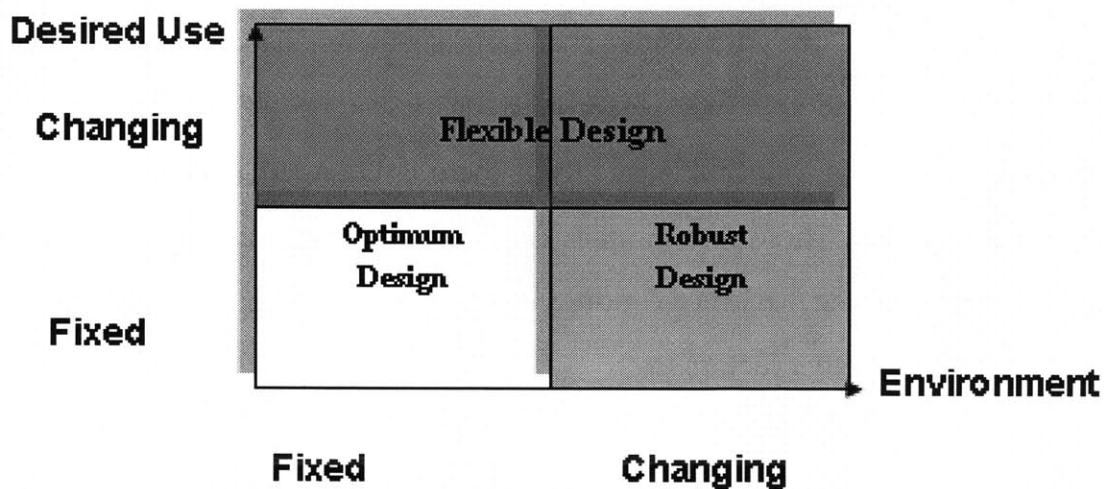 Desired Use
Changing
Flexible Design
Optimum
Design
Robust
Design
Fixed
Environment
Fixed
Changing